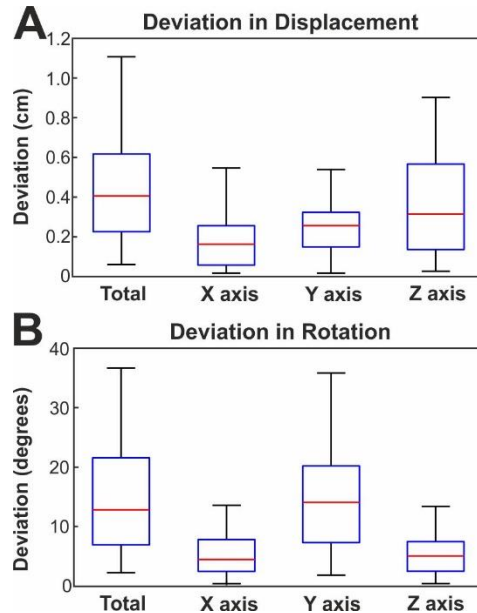 A Deviation in Displacement
Deviation (cm)
1.2
1.0
0.8
0.6
0.4
0.2
0
Total X axis Y axis Z axis
B Deviation in Rotation
Deviation (degrees)
40
30
20
10
0
Total X axis Y axis Z axis